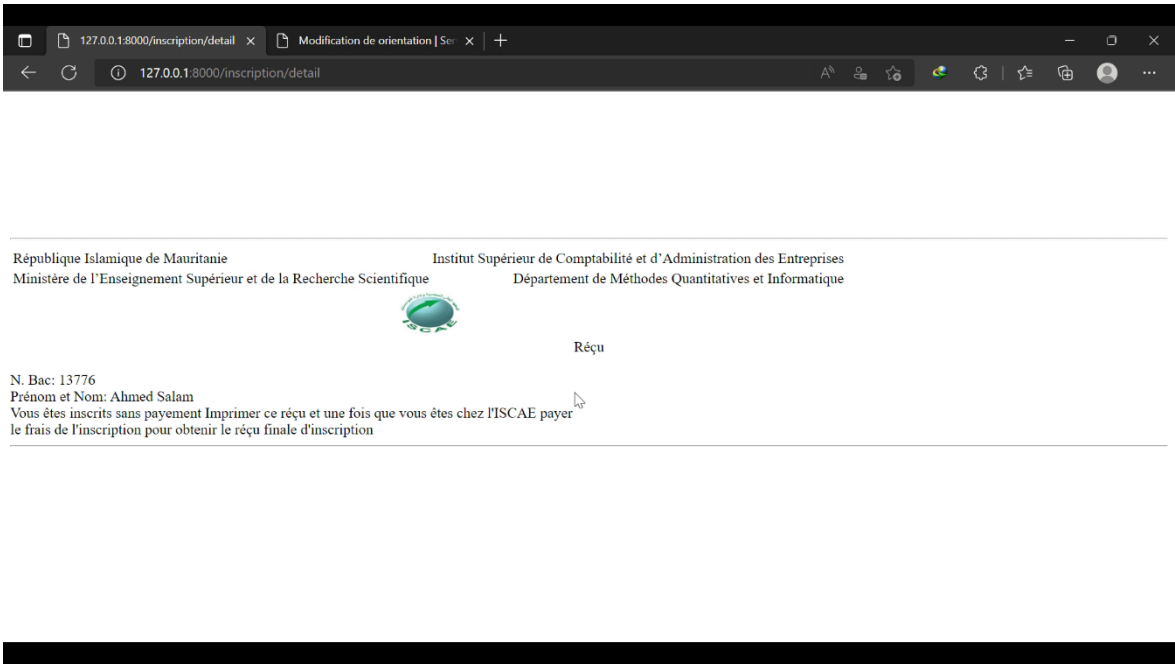 127.0.0.1:8000/inscription/detail
Modification de orientation | Ser
127.0.0.1:8000/inscription/detail
République Islamique de Mauritanie Institut Supérieur de Comptabilité et d’Administration des Entreprises
Ministère de l’Enseignement Supérieur et de la Recherche Scientifique Département de Méthodes Quantitatives et Informatique
ISCAE
Réçu
N. Bac: 13776
Prénom et Nom: Ahmed Salam
Vous êtes inscrits sans payement Imprimer ce réçu et une fois que vous êtes chez l'ISCAE payer
le frais de l'inscription pour obtenir le réçu finale d'inscription